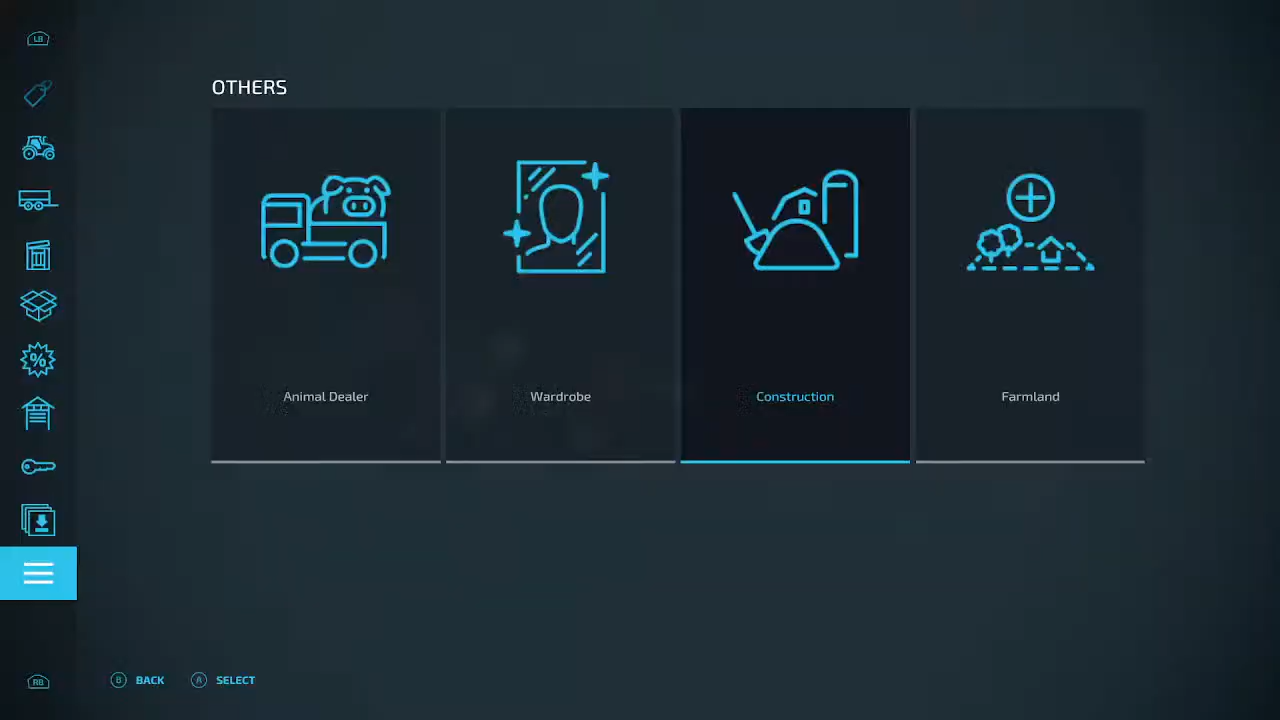 LB
OTHERS
%
Animal Dealer
Wardrobe
Construction
Farmland
RB
B BACK
A SELECT